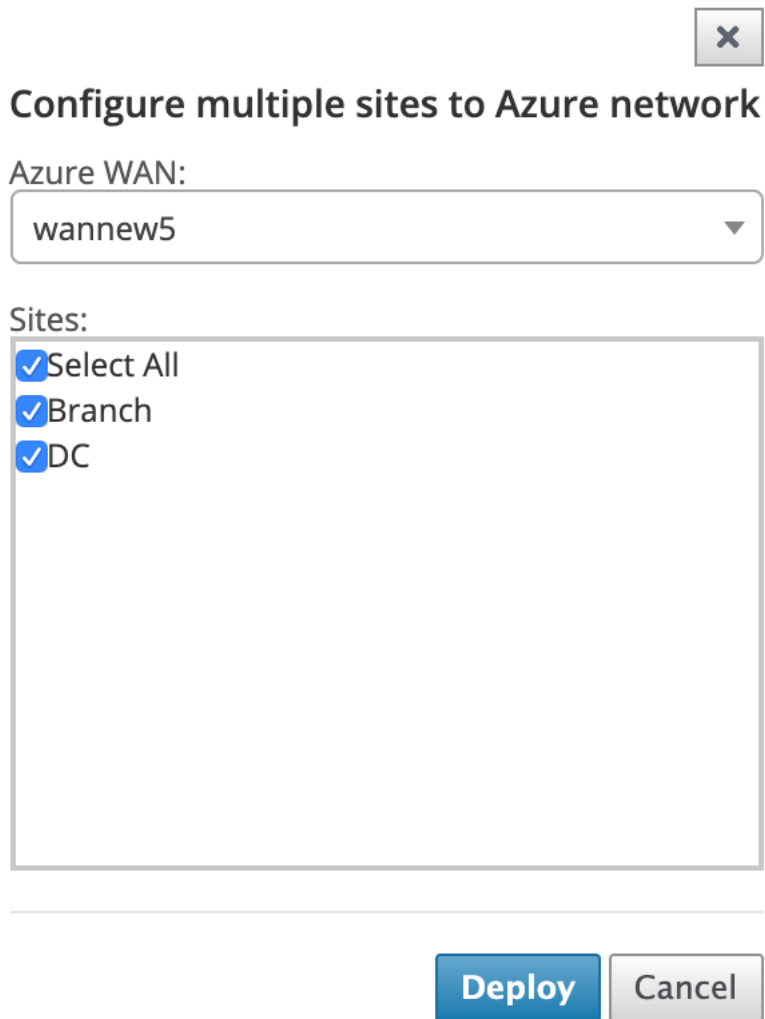 Configure multiple sites to Azure network
Azure WAN:
wannew5
Sites:
Select All
Branch
DC
Deploy Cancel